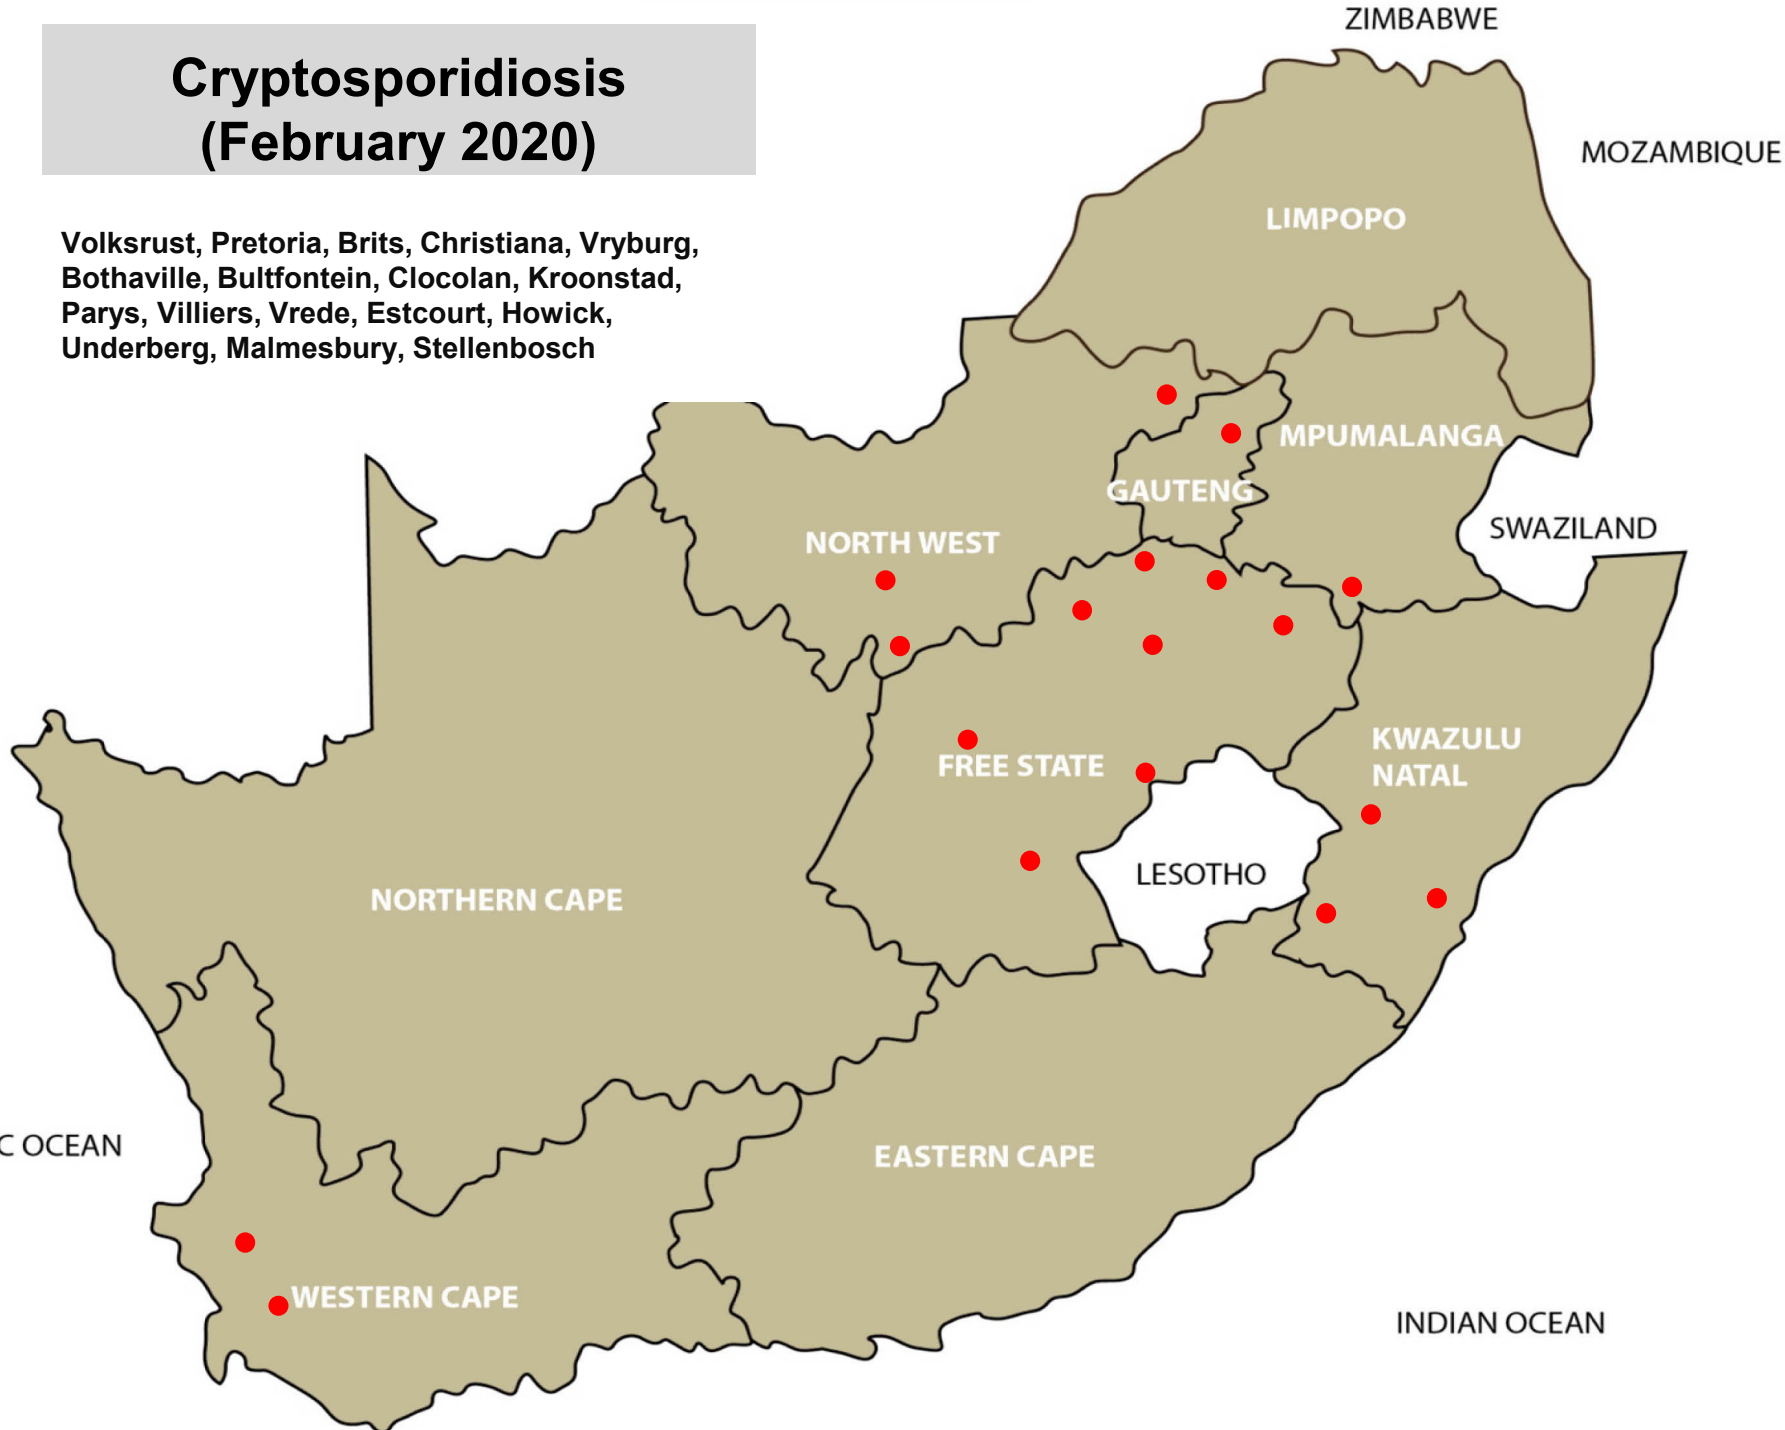 Cryptosporidiosis
(February 2020)
Volksrust, Pretoria, Brits, Christiana, Vryburg,
Bothaville, Bultfontein, Clocolan, Kroonstad,
Parys, Villiers, Vrede, Estcourt, Howick,
Underberg, Malmesbury, Stellenbosch
ZIMBABWE
MOZAMBIQUE
LIMPOPO
MPUMALANGA
GAUTENG
SWAZILAND
NORTH WEST
KWAZULU
NATAL
FREE STATE
LESOTHO
NORTHERN CAPE
C OCEAN
EASTERN CAPE
WESTERN CAPE
INDIAN OCEAN